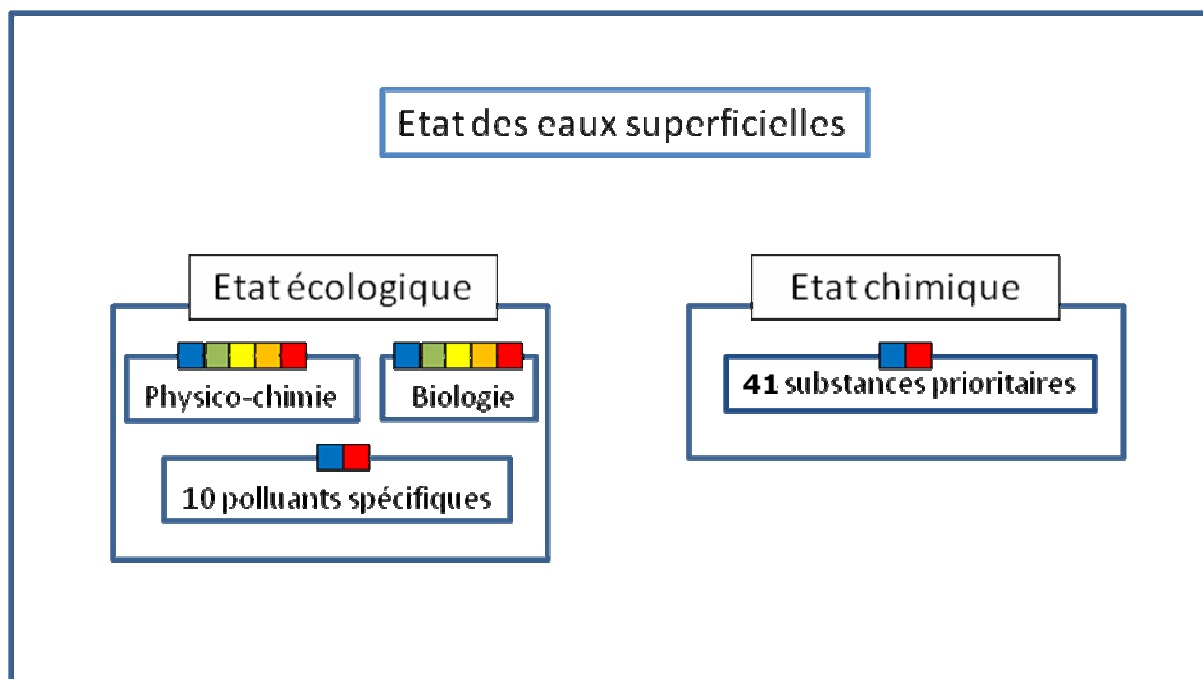 Etat des eaux superficielles
Etat écologique
Physico-chimie
Biologie
10 polluants spécifiques
Etat chimique
41 substances prioritaires